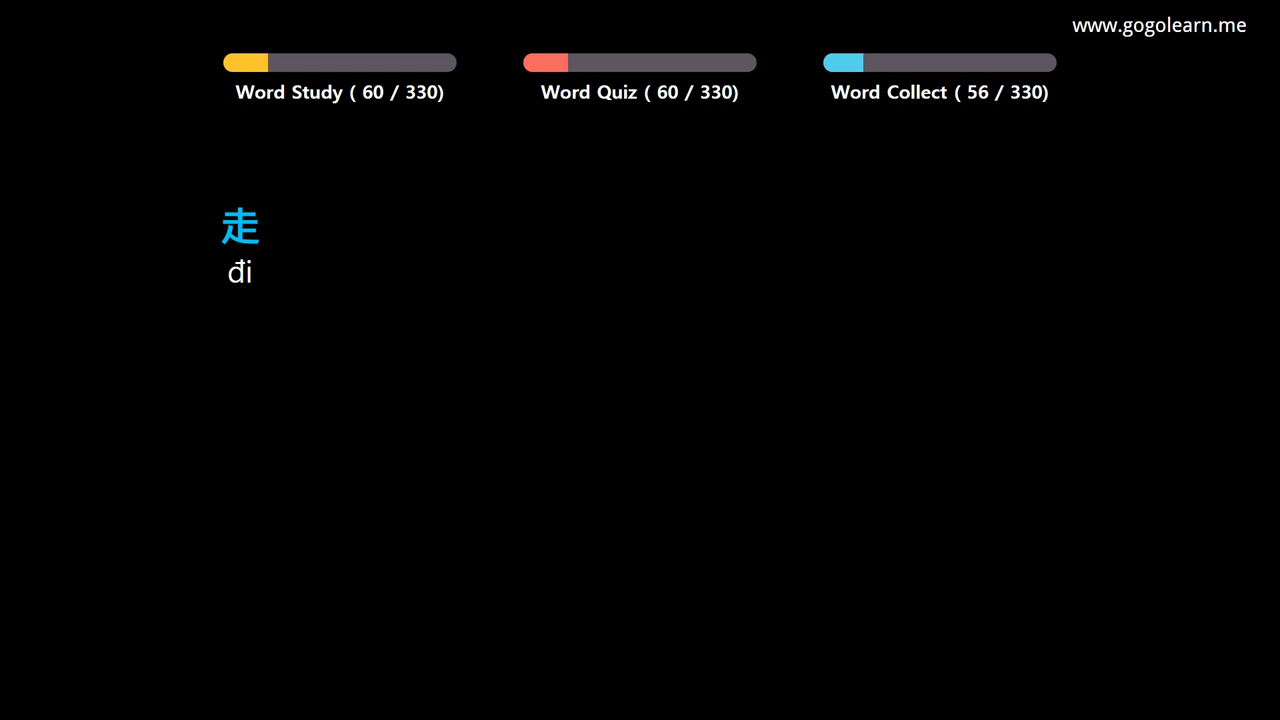 www.gogolearn.me
Word Study ( 60 / 330)
Word Quiz ( 60 / 330)
Word Collect ( 56 / 330)
走
đi